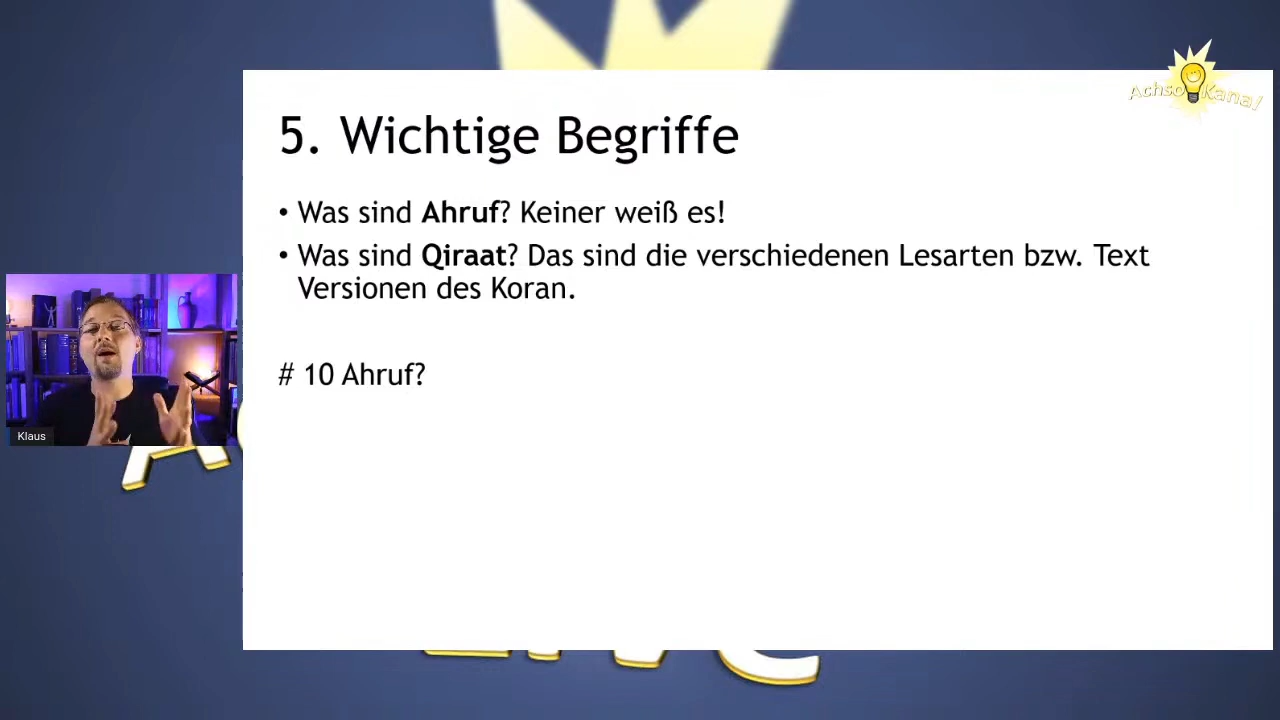 Achso Kanal
5. Wichtige Begriffe
• Was sind Ahruf? Keiner weiß es!
• Was sind Qiraat? Das sind die verschiedenen Lesarten bzw. Text
Versionen des Koran.
# 10 Ahruf?
Klaus